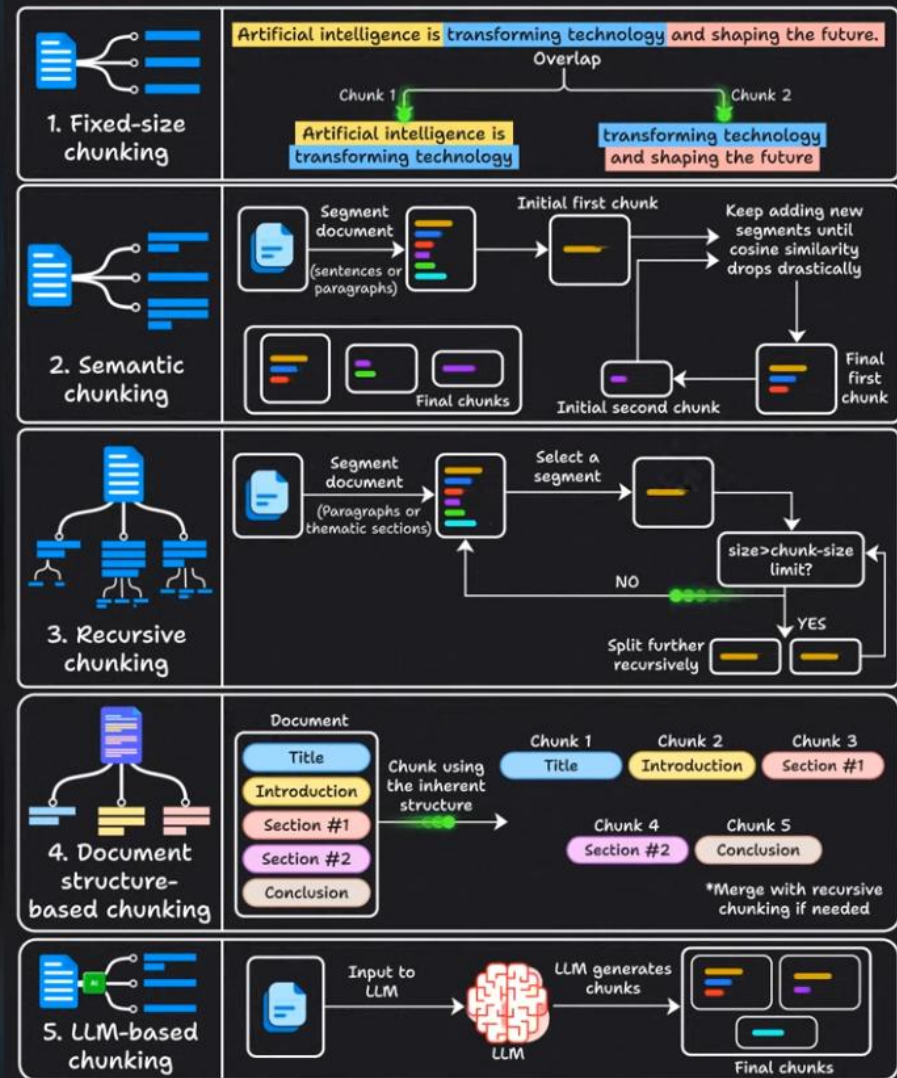 Artificial intelligence is transforming technology and shaping the future.
Overlap
Chunk 1
Chunk 2
Artificial intelligence is
transforming technology
transforming technology
and shaping the future
1. Fixed-size
chunking
Segment
document
(sentences or
paragraphs)
Initial first chunk
Keep adding new
segments until
cosine similarity
drops drastically
Final
first
chunk
Initial second chunk
Final chunks
2. Semantic
chunking
Segment
document
(Paragraphs or
thematic sections)
Select a
segment
size>chunk-size
limit?
NO
YES
Split further
recursively
3. Recursive
chunking
Document
Title
Introduction
Section #1
Section #2
Conclusion
Chunk using
the inherent
structure
Chunk 1
Title
Chunk 2
Introduction
Chunk 3
Section #1
Chunk 4
Section #2
Chunk 5
Conclusion
*Merge with recursive
chunking if needed
4. Document
structure-
based chunking
AI
Input to
LLM
LLM
LLM generates
chunks
Final chunks
5. LLM-based
chunking